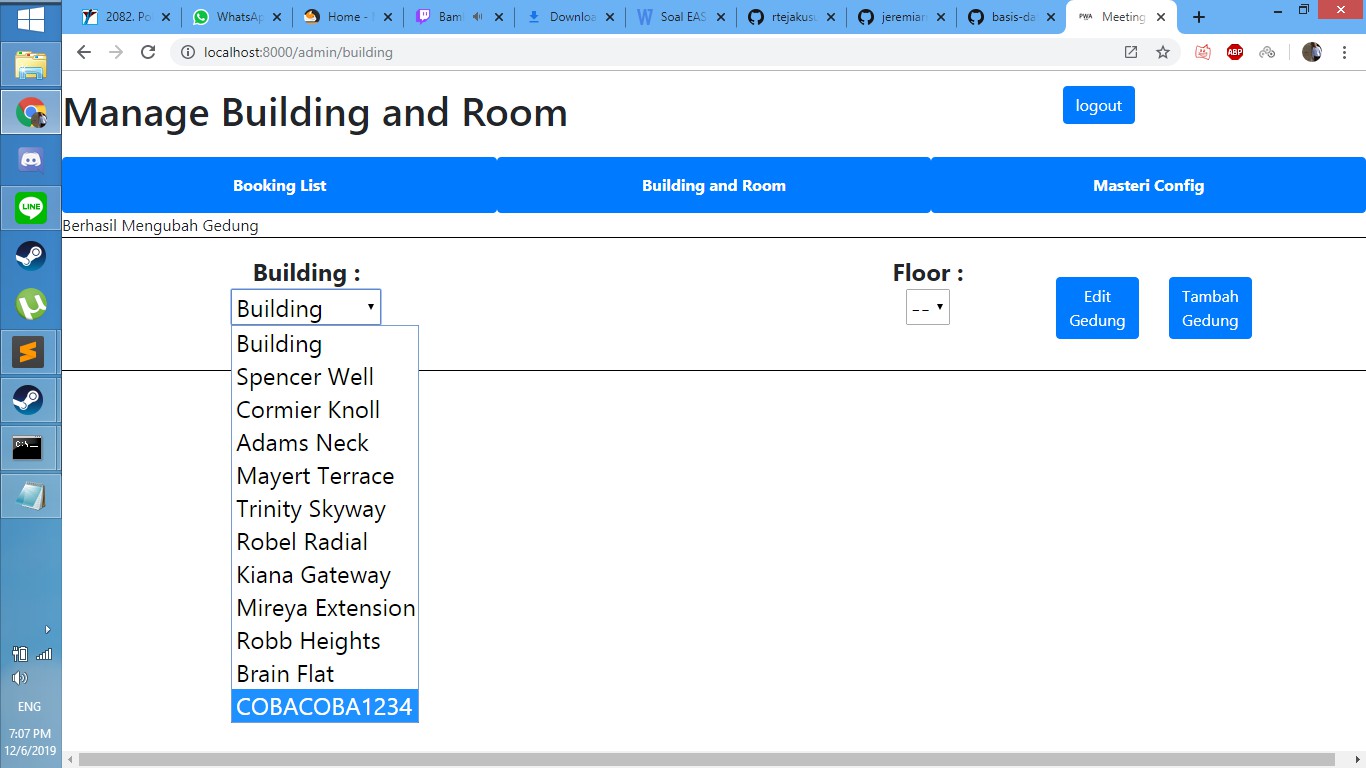 2082. Po
WhatsAp
Home -
Bam
Downloa
Soal EAS
rtejakusu
jeremian
basis-da
PWA
Meeting
localhost:8000/admin/building
ABP
Manage Building and Room
logout
Booking List
Building and Room
Masteri Config
Berhasil Mengubah Gedung
Building :
Floor :
Building
--
Edit
Gedung
Tambah
Gedung
Building
Spencer Well
Cormier Knoll
Adams Neck
Mayert Terrace
Trinity Skyway
Robel Radial
Kiana Gateway
Mireya Extension
Robb Heights
Brain Flat
COBACOBA1234
LINE
ENG
7:07 PM
12/6/2019